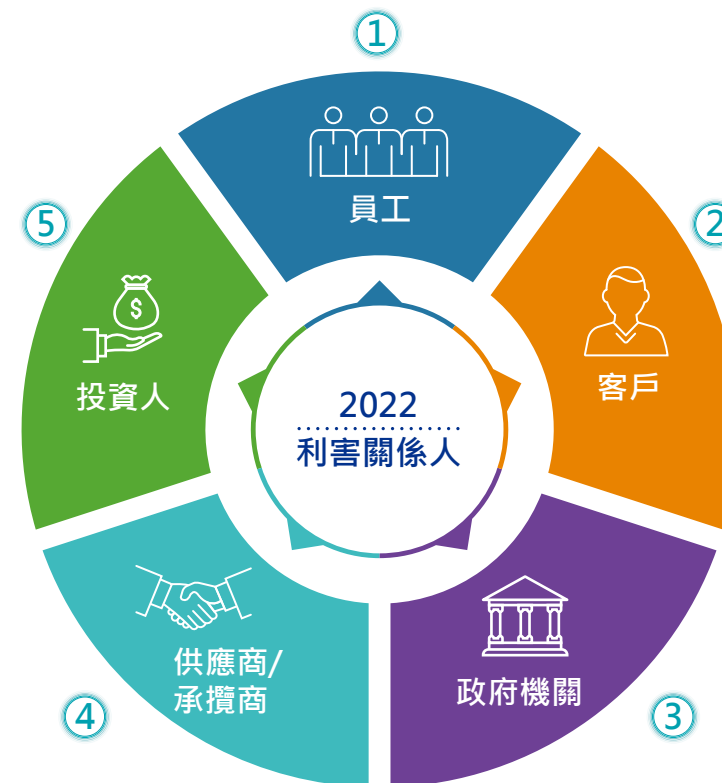 ①
員工
②
客戶
③
政府機關
④
供應商/
承攬商
⑤
$
投資人
2022
利害關係人